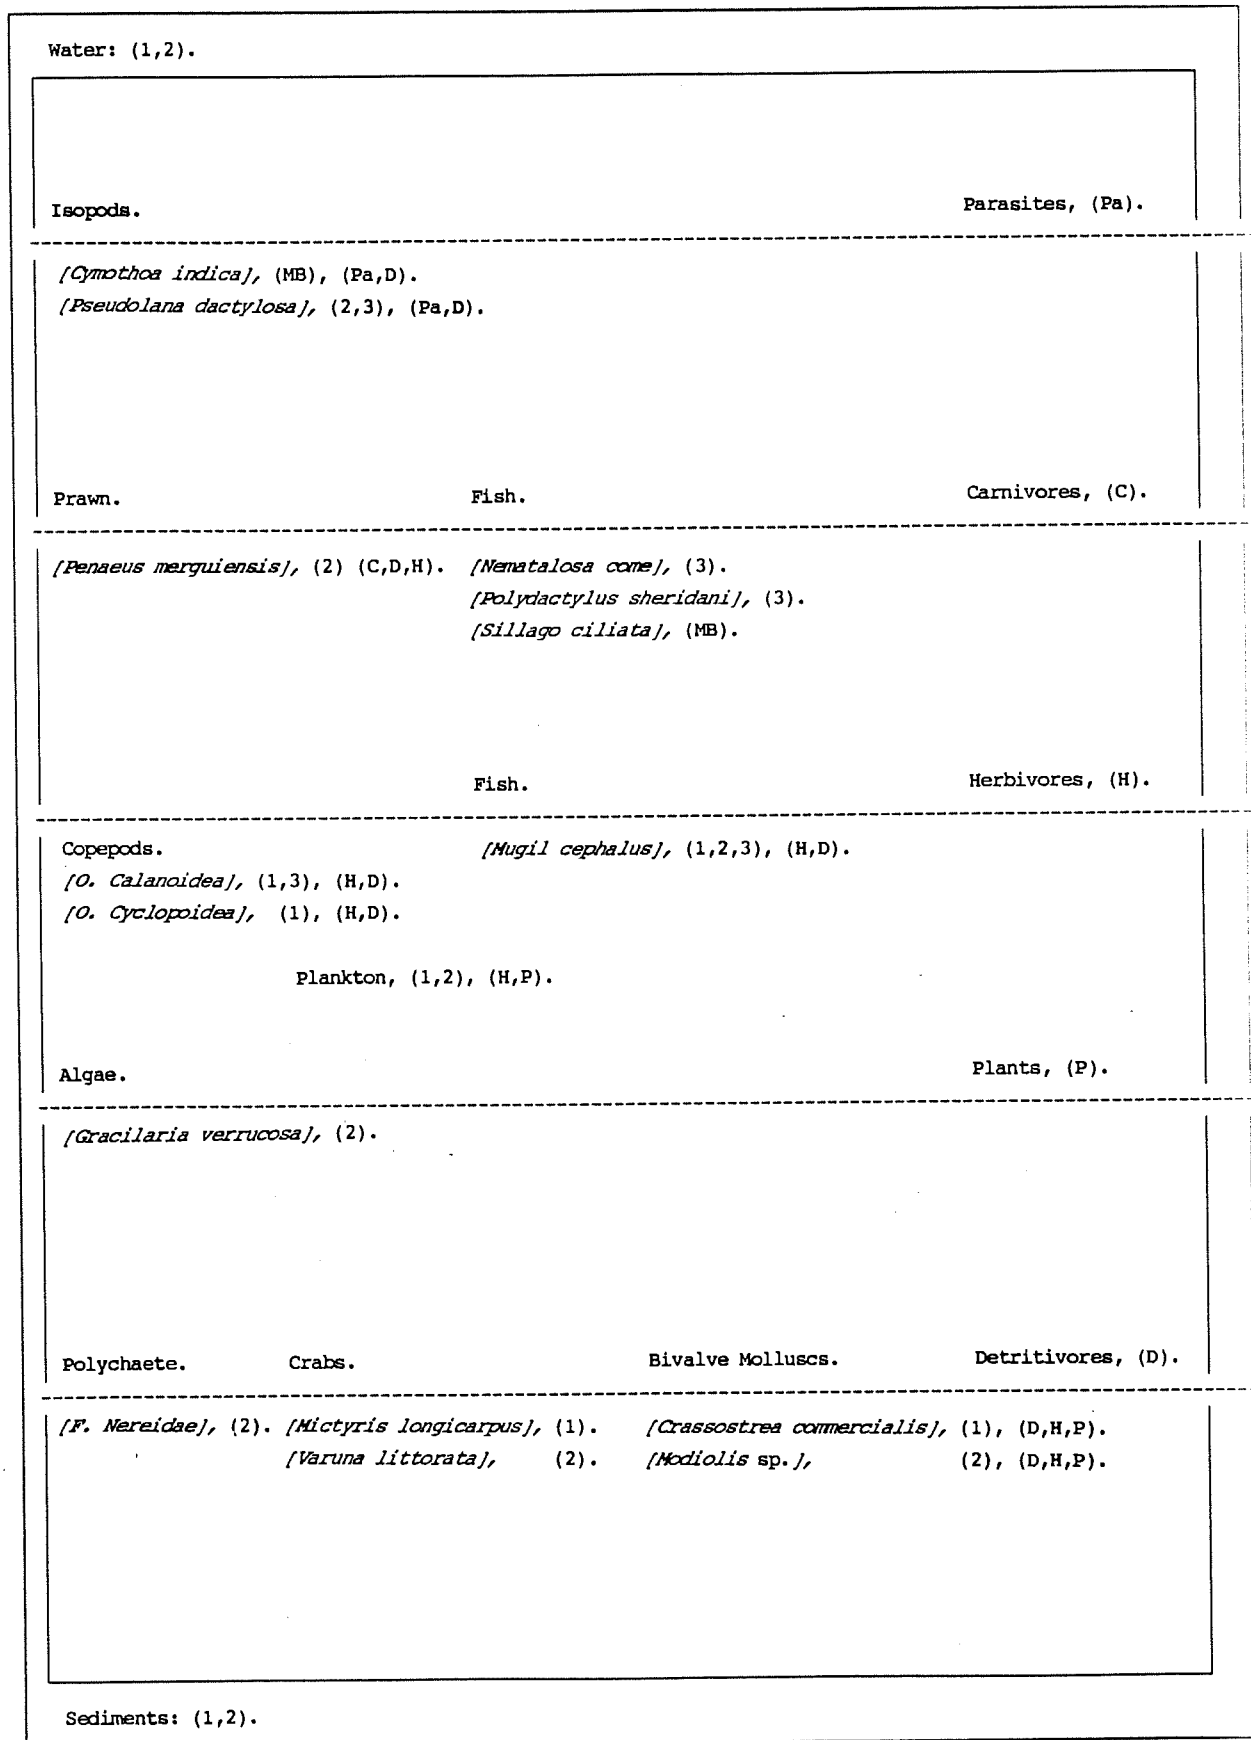 Water: (1,2).
Isopods. Parasites, (Pa).
[Cymothoa indica], (MB), (Pa,D).
[Pseudolana dactylosa], (2,3), (Pa,D).
Prawn. Fish. Carnivores, (C).
[Penaeus merguiensis], (2) (C,D,H). [Nematalosa come], (3).
[Polydactylus sheridani], (3).
[Sillago ciliata], (MB).
Fish. Herbivores, (H).
Copepods. [Mugil cephalus], (1,2,3), (H,D).
[O. Calanoidea], (1,3), (H,D).
[O. Cyclopoidea], (1), (H,D).
Plankton, (1,2), (H,P).
Algae. Plants, (P).
[Gracilaria verrucosa], (2).
Polychaete. Crabs. Bivalve Molluscs. Detritivores, (D).
[F. Nereidae], (2). [Mictyris longicarpus], (1). [Crassostrea commercialis], (1), (D,H,P).
[Varuna littorata], (2). [Modiolis sp.], (2), (D,H,P).
Sediments: (1,2).